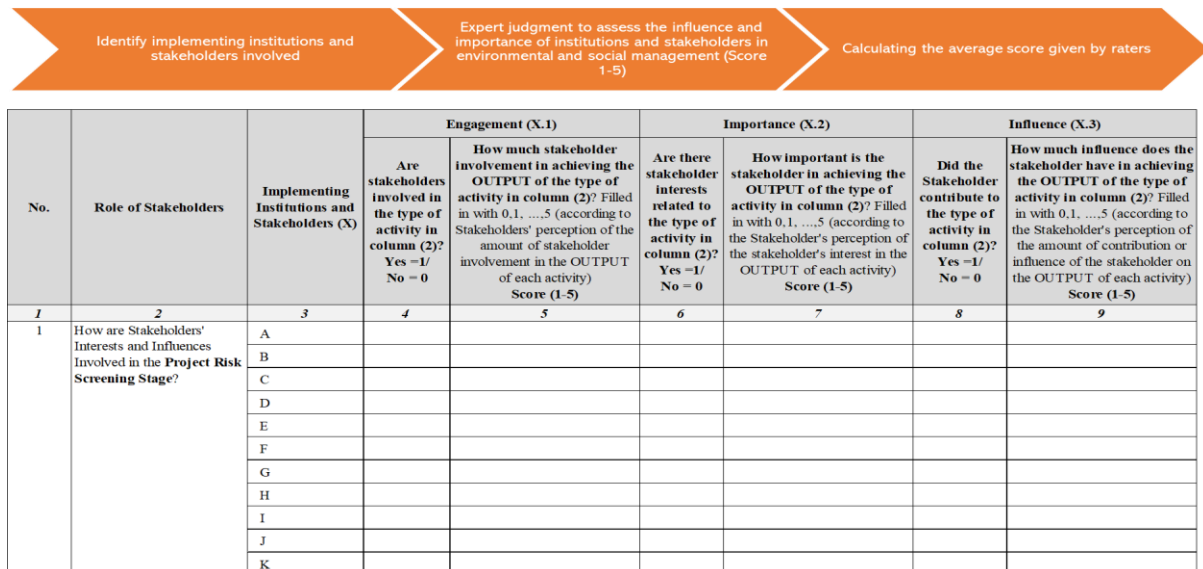 Identify implementing institutions and
stakeholders involved
Expert judgment to assess the influence and
importance of institutions and stakeholders in
environmental and social management (Score
1-5)
Calculating the average score given by raters
No.
Role of Stakeholders
Implementing
Institutions and
Stakeholders (X)
Engagement (X.1)
Are
stakeholders
involved in
the type of
activity in
column (2)?
Yes =1/
No = 0
How much stakeholder
involvement in achieving the
OUTPUT of the type of
activity in column (2)? Filled
in with 0,1, ...,5 (according to
Stakeholders' perception of the
amount of stakeholder
involvement in the OUTPUT
of each activity)
Score (1-5)
Importance (X.2)
Are there
stakeholder
interests
related to
the type of
activity in
column (2)?
Yes =1/
No = 0
How important is the
stakeholder in achieving the
OUTPUT of the type of
activity in column (2)? Filled
in with 0,1, ...,5 (according to
the Stakeholder's perception of
the stakeholder's interest in the
OUTPUT of each activity)
Score (1-5)
Influence (X.3)
Did the
Stakeholder
contribute to
the type of
activity in
column (2)?
Yes =1/
No = 0
How much influence does the
stakeholder have in achieving
the OUTPUT of the type of
activity in column (2)? Filled
in with 0,1, ...,5 (according to
the Stakeholder's perception of
the amount of contribution or
influence of the stakeholder on
the OUTPUT of each activity)
Score (1-5)
1 2 3 4 5 6 7 8 9
1
How are Stakeholders'
Interests and Influences
Involved in the Project Risk
Screening Stage?
A
B
C
D
E
F
G
H
I
J
K